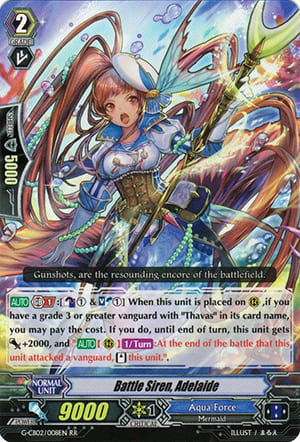 2
GRADE
5000
Gunshots, are the resounding encore of the battlefield.
AUTO 1 : [ 1 & 1] When this unit is placed on , if you
have a grade 3 or greater vanguard with "Thavas" in its card name,
you may pay the cost. If you do, until end of turn, this unit gets
+2000, and " AUTO 1/Turn :At the end of the battle that this
unit attacked a vanguard, this unit.".
NORMAL
UNIT
Battle Siren, Adelaide
POWER
9000
1
CRITICAL
Aqua Force
Mermaid
G-CB02/008EN RR
ILLUST /